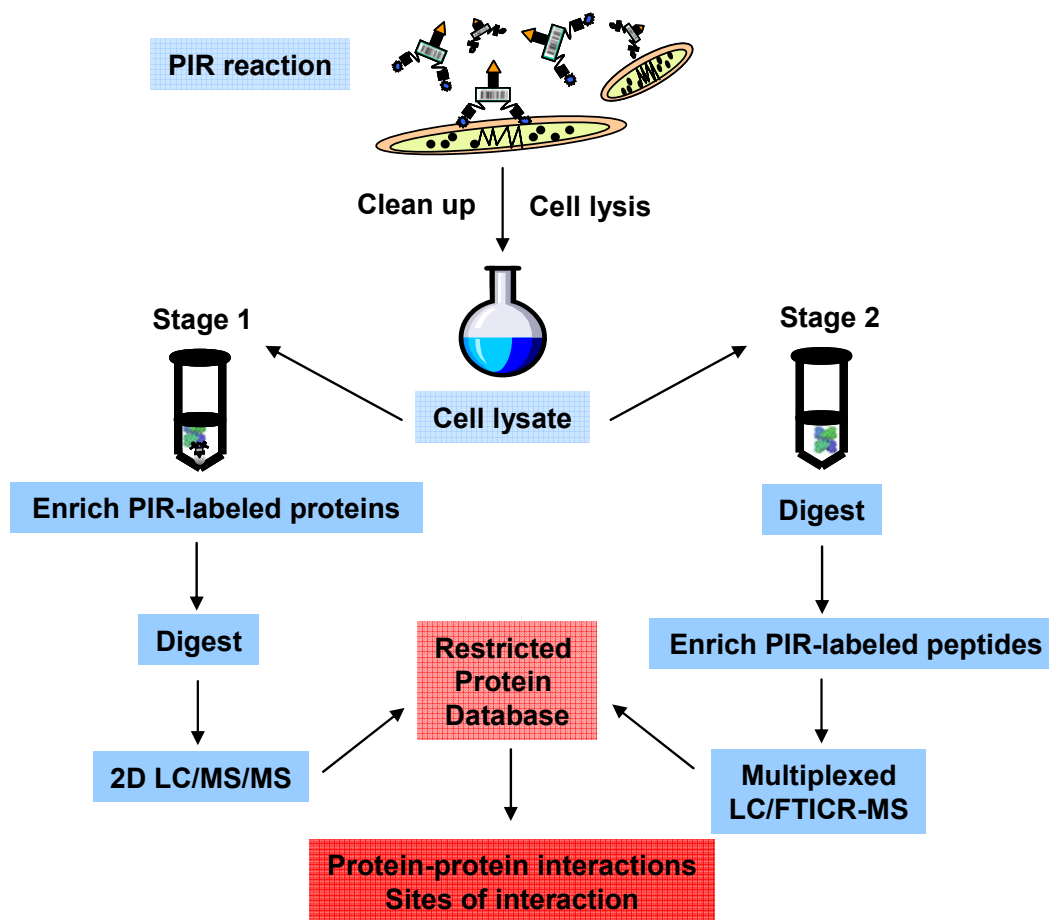 PIR reaction
Clean up
Cell lysis
Stage 1
Stage 2
Cell lysate
Enrich PIR-labeled proteins
Digest
Digest
Enrich PIR-labeled peptides
Restricted
Protein
Database
2D LC/MS/MS
Multiplexed
LC/FTICR-MS
Protein-protein interactions
Sites of interaction